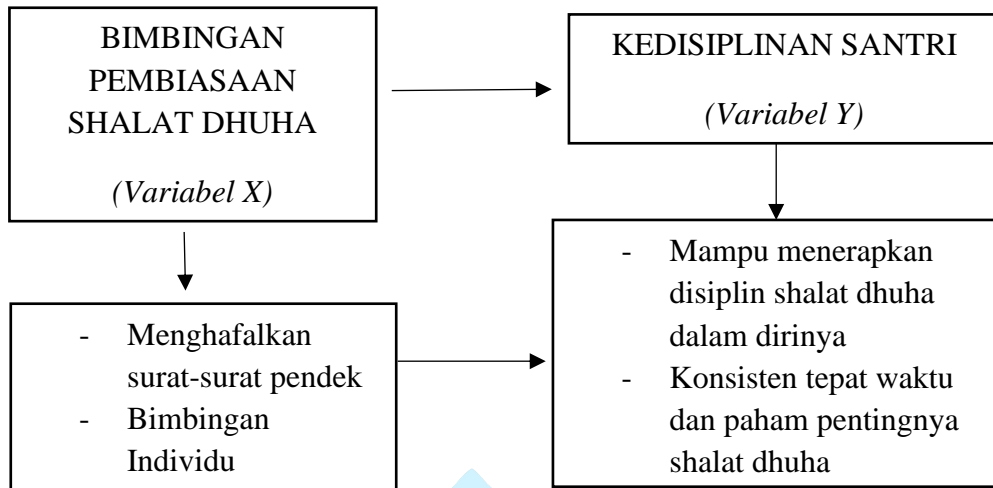 BIMBINGAN
PEMBIASAAN
SHALAT DHUHA
(Variabel X)
KEDISIPLINAN SANTRI
(Variabel Y)
- Menghafalkan
surat-surat pendek
- Bimbingan
Individu
- Mampu menerapkan
disiplin shalat dhuha
dalam dirinya
- Konsisten tepat waktu
dan paham pentingnya
shalat dhuha